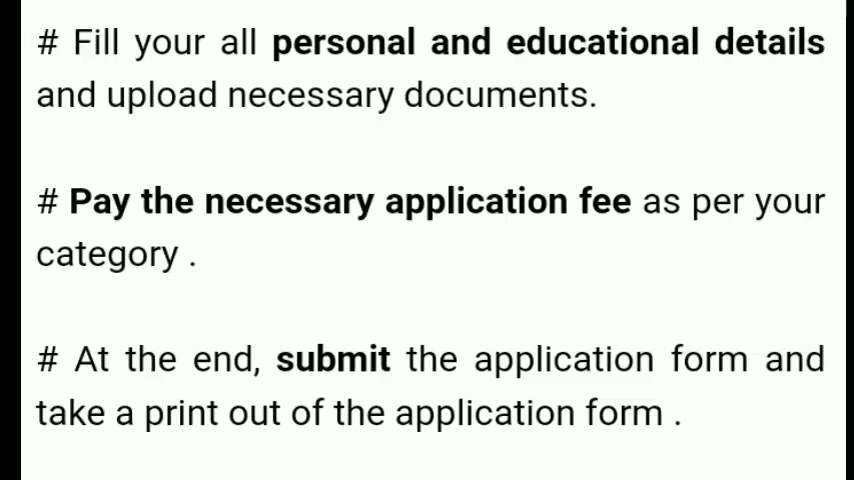 # Fill your all personal and educational details
and upload necessary documents.
# Pay the necessary application fee as per your
category .
# At the end, submit the application form and
take a print out of the application form .